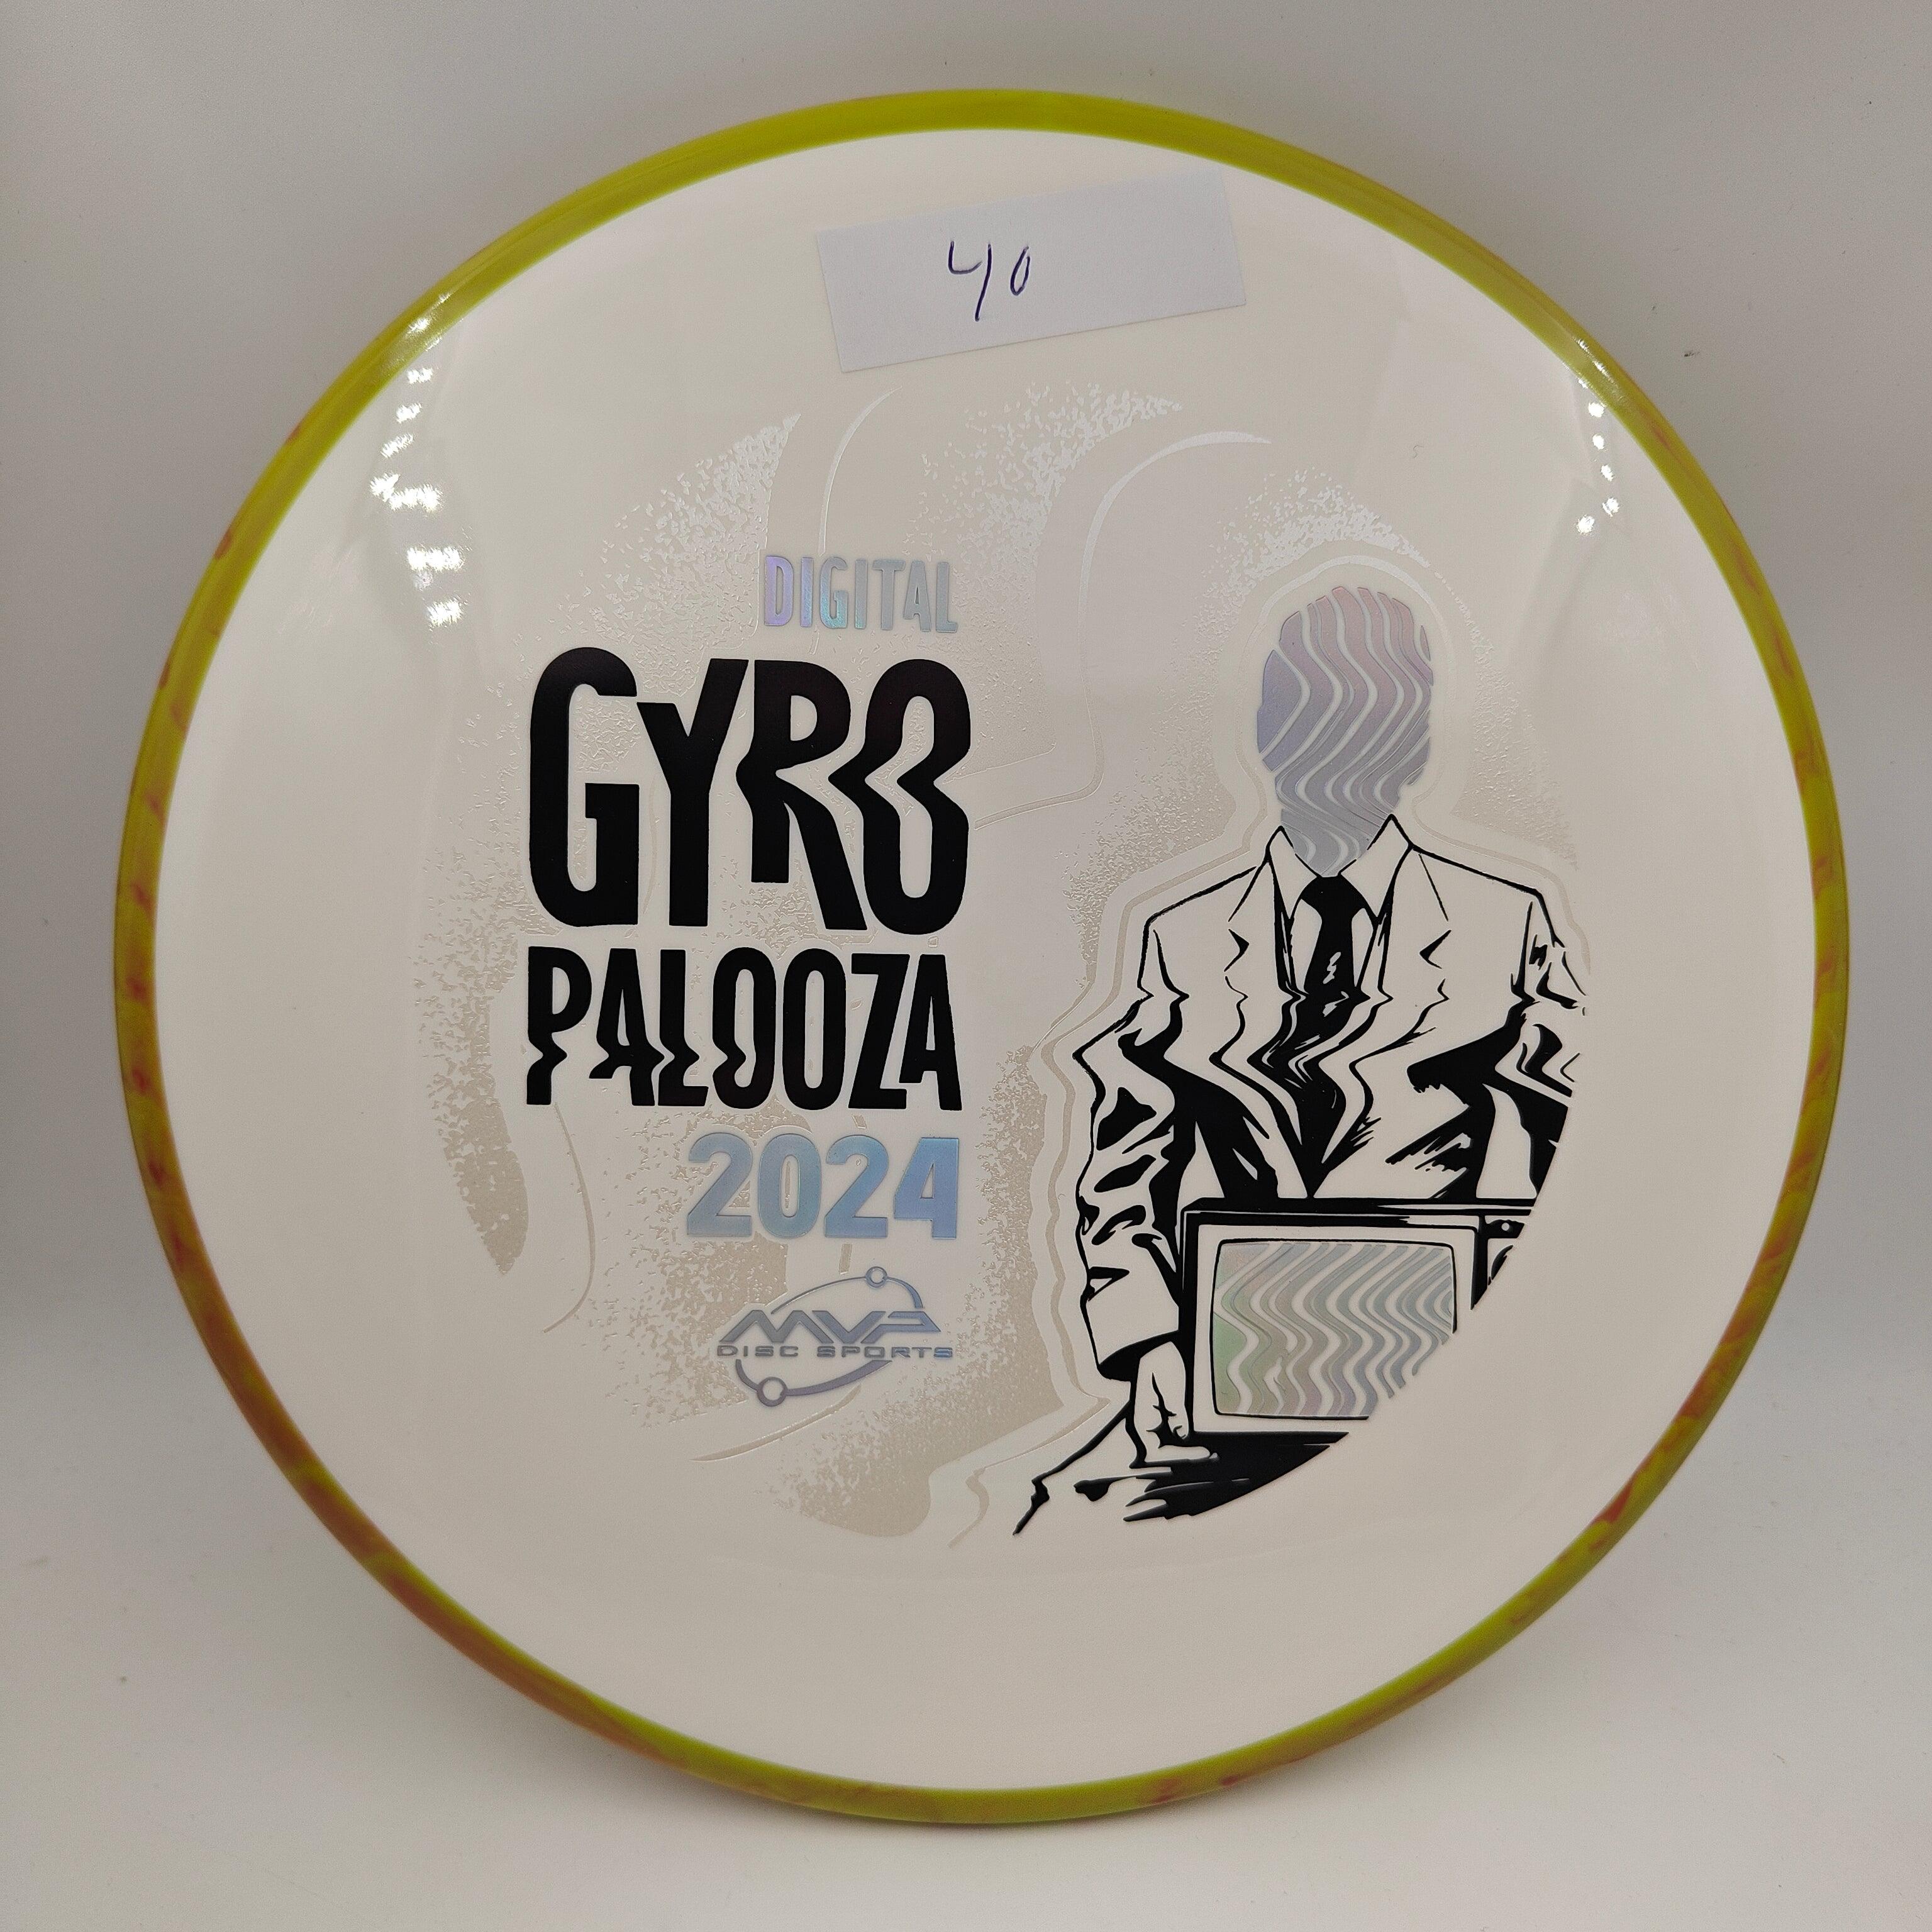 40
DIGITAL
GYRO
PALOOZA
2024
MVP
DISC SPORTS